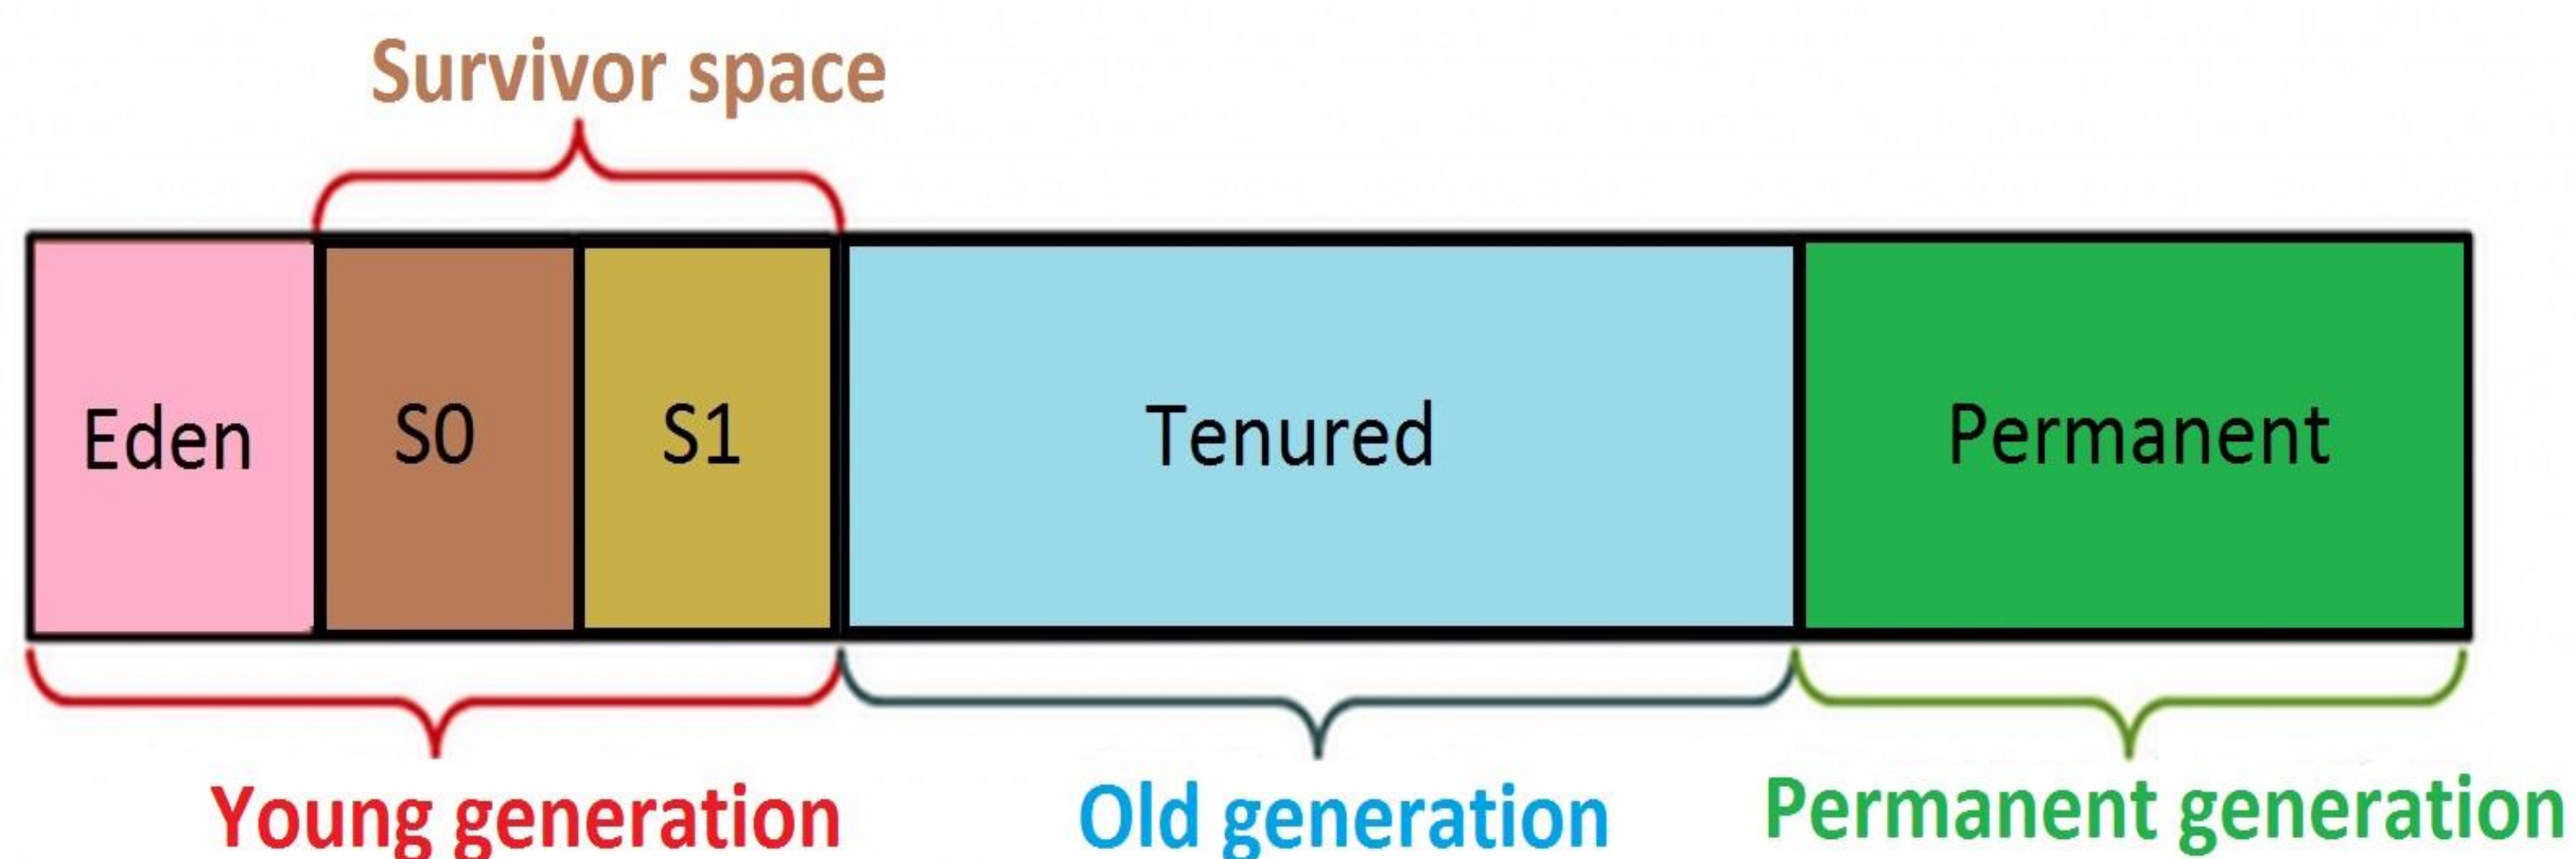 Survivor space
Eden S0 S1 Tenured Permanent
Young generation Old generation Permanent generation